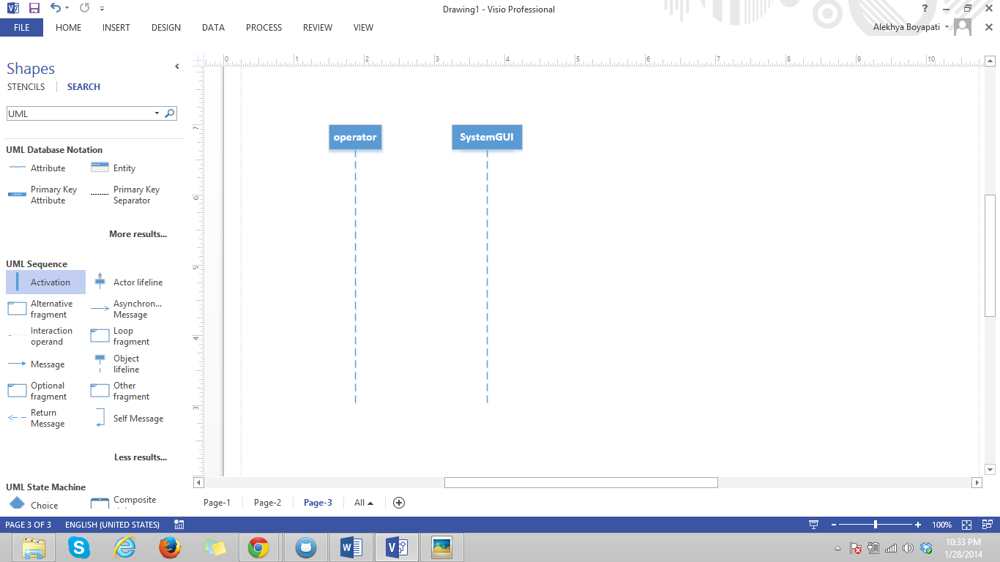 Drawing1 - Visio Professional
?
FILE HOME INSERT DESIGN DATA PROCESS REVIEW VIEW
Alekhya Boyapati
Shapes
STENCILS SEARCH
UML
UML Database Notation
Attribute Entity
Primary Key Attribute
Primary Key Separator
More results...
UML Sequence
Activation Actor lifeline
Alternative fragment
Asynchron... Message
Interaction operand
Loop fragment
Message
Object lifeline
Optional fragment
Other fragment
Return Message
Self Message
Less results...
UML State Machine
Choice
Composite
0 1 2 3 4 5 6 7 8 9 10
7
6
5
4
3
operator SystemGUI
Page-1 Page-2 Page-3 All
PAGE 3 OF 3 ENGLISH (UNITED STATES) 100%
10:33 PM
1/28/2014